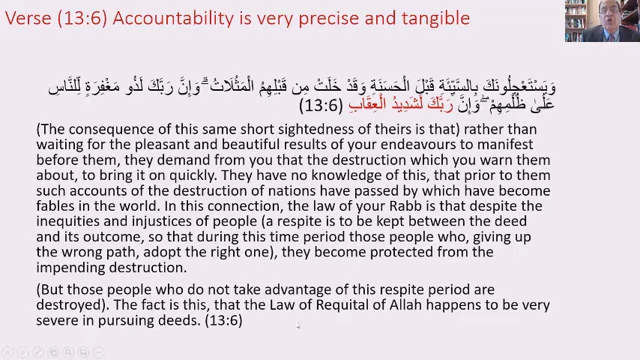 Verse (13:6) Accountability is very precise and tangible
وَيَسْتَعْجِلُونَكَ بِالسَّيِّئَةِ قَبْلَ الْحَسَنَةِ وَقَدْ خَلَتْ مِن قَبْلِهِمُ الْمَثُلَاتُ ۗ وَإِنَّ رَبَّكَ لَذُو مَغْفِرَةٍ لِّلنَّاسِ
عَلَىٰ ظُلْمِهِمْ ۖ وَإِنَّ رَبَّكَ لَشَدِيدُ الْعِقَابِ (13:6)
(The consequence of this same short sightedness of theirs is that) rather than
waiting for the pleasant and beautiful results of your endeavours to manifest
before them, they demand from you that the destruction which you warn them
about, to bring it on quickly. They have no knowledge of this, that prior to them
such accounts of the destruction of nations have passed by which have become
fables in the world. In this connection, the law of your Rabb is that despite the
inequities and injustices of people (a respite is to be kept between the deed
and its outcome, so that during this time period those people who, giving up
the wrong path, adopt the right one), they become protected from the
impending destruction.
(But those people who do not take advantage of this respite period are
destroyed). The fact is this, that the Law of Requital of Allah happens to be very
severe in pursuing deeds. (13:6)